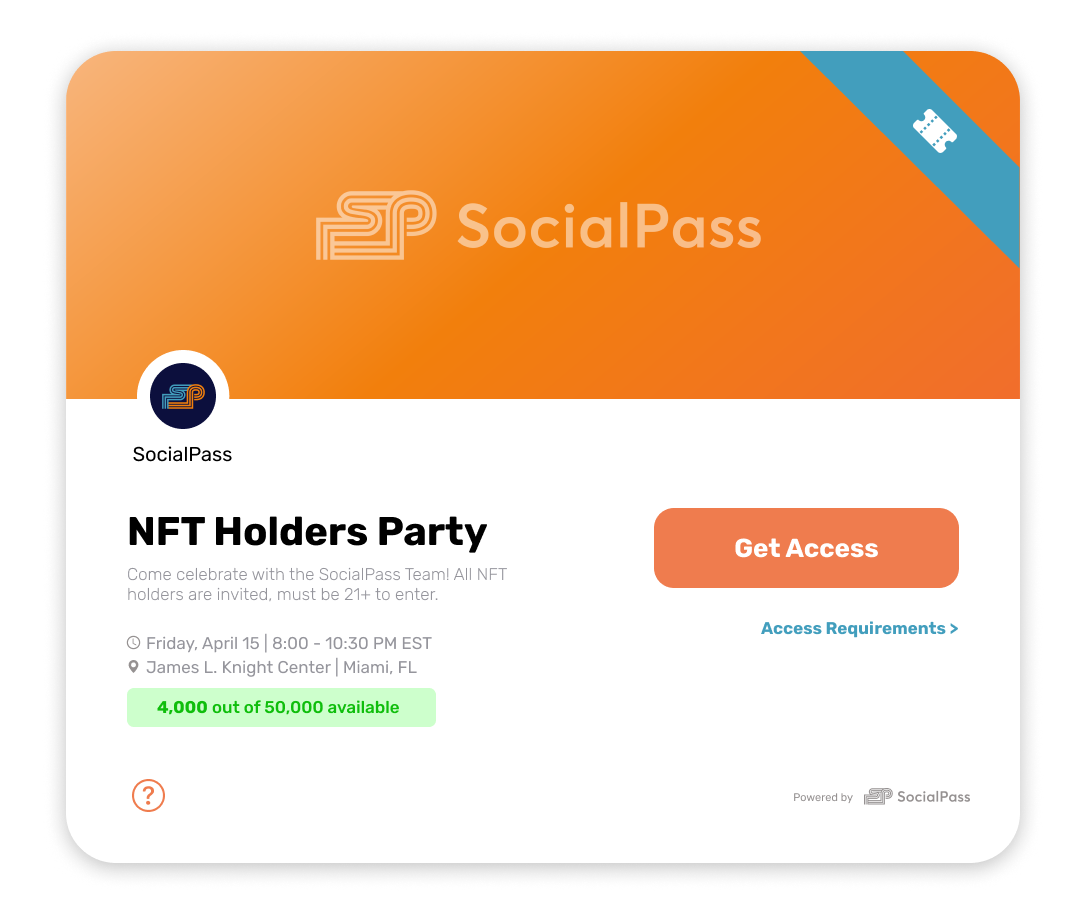 SocialPass
SocialPass
NFT Holders Party
Come celebrate with the SocialPass Team! All NFT
holders are invited, must be 21+ to enter.
Friday, April 15 | 8:00 - 10:30 PM EST
James L. Knight Center | Miami, FL
4,000 out of 50,000 available
Get Access
Access Requirements >
?
Powered by SocialPass